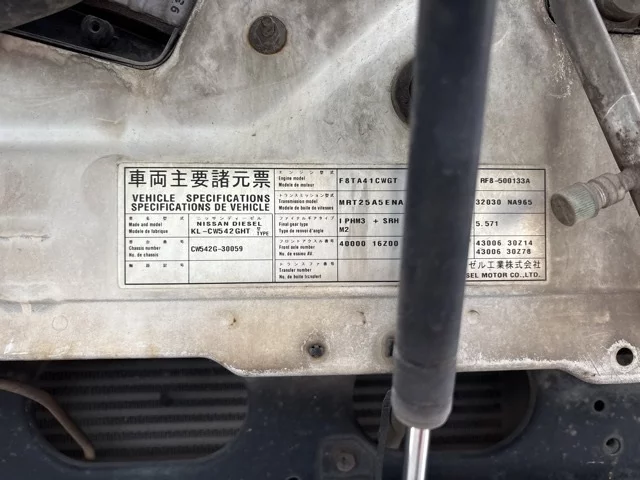 車両主要諸元票
VEHICLE SPECIFICATIONS
SPECIFICATIONS DE VEHICLE
車名型式
Made and model
Modele de fabrique
ニッサンディーゼル
NISSAN DIESEL
KL-CW542GHT 型 TYPE
車台番号
Chassis number
No. de chassis
CW542G-30059
エンジン型式
Engine model
Modele de moteur
F8TA41CWGT
RF8-500133A
トランスミッション型式
Transmission model
Modele de boite de vitesses
MRT25A5ENA
32030 NA965
ファイナルギアタイプ
Final gear type
Type de renvoi d'angle
1PHM3 + SRH
M2
5.571
フロントアクスル番号
Front axle number
No. de essieu AV.
40000 16Z00
43006 30Z14
43006 30Z78
トランスファ番号
Transfer number
No. de boite transfert
ゼル工業株式会社
SEL MOTOR CO.,LTD.